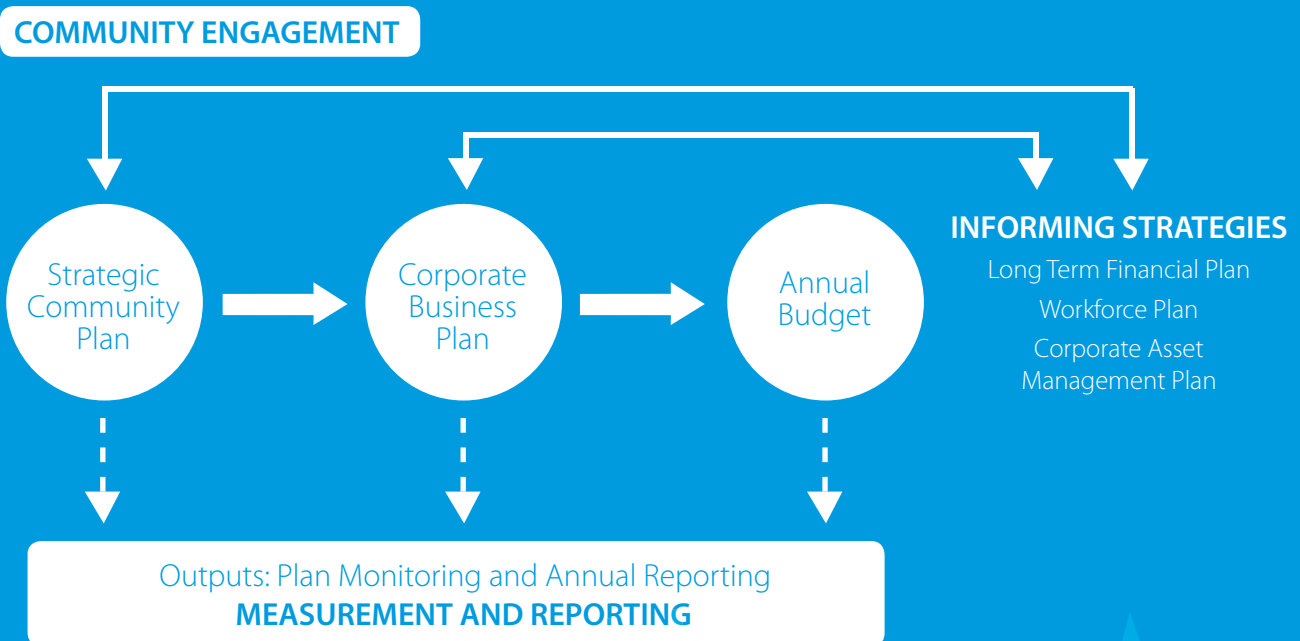 COMMUNITY ENGAGEMENT
Strategic
Community
Plan
Corporate
Business
Plan
Annual
Budget
INFORMING STRATEGIES
Long Term Financial Plan
Workforce Plan
Corporate Asset
Management Plan
Outputs: Plan Monitoring and Annual Reporting
MEASUREMENT AND REPORTING